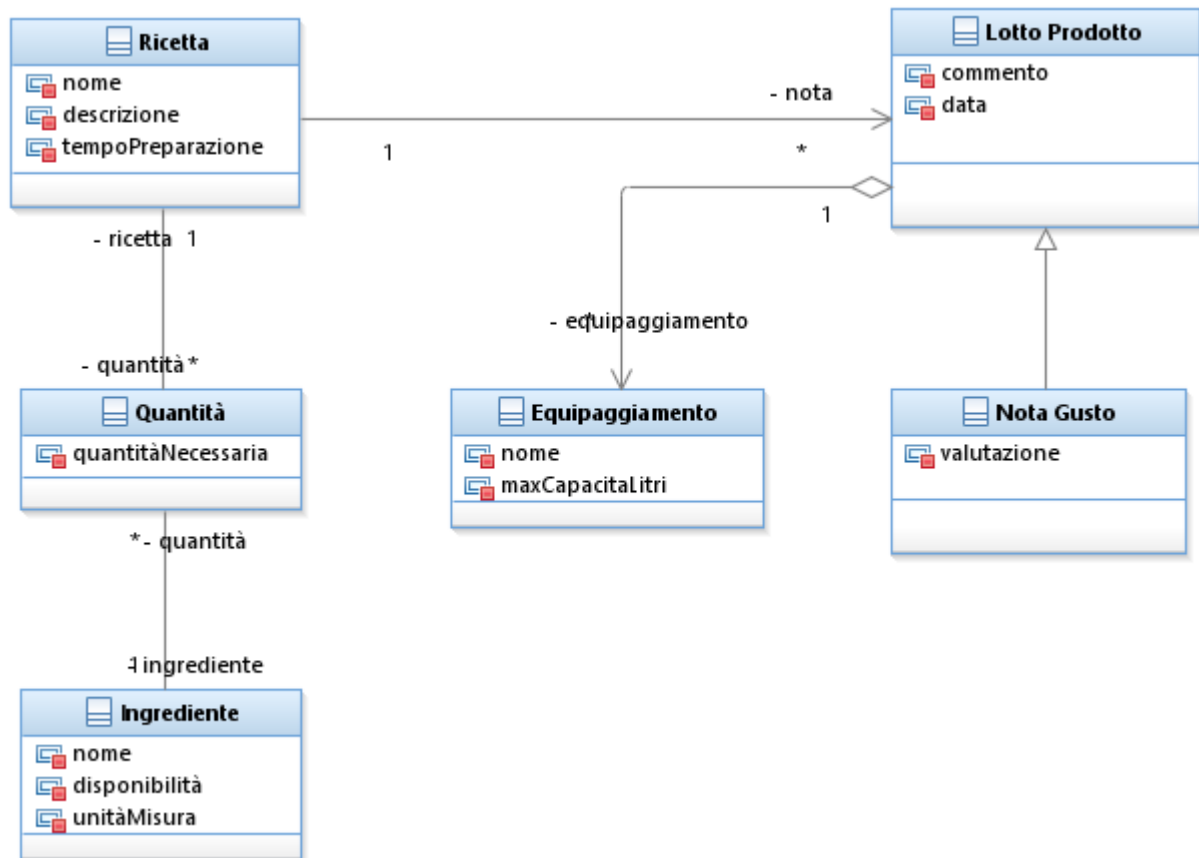 Ricetta
nome
descrizione
tempoPreparazione
- nota
1
*
Lotto Prodotto
commento
data
1
- ricetta 1
- quantità *
- equipaggiamento
*
Quantità
quantitàNecessaria
Equipaggiamento
nome
maxCapacitaLitri
Nota Gusto
valutazione
* - quantità
1
- ingrediente
Ingrediente
nome
disponibilità
unitàMisura